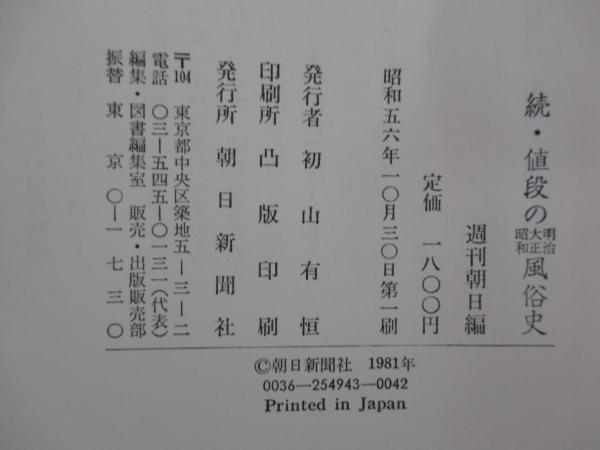 続・値段の明治大正昭和風俗史
週刊朝日編
定価　一八〇〇円
昭和五六年一〇月三〇日第一刷
発行者　初山有恒
印刷所　凸版印刷
発行所　朝日新聞社
〒104　東京都中央区築地五―三―二
電話　〇三―五四五―〇一三一(代表)
編集・図書編集室　販売・出版販売部
振替　東京　〇―一七三〇
©朝日新聞社　1981年
0036―254943―0042
Printed in Japan